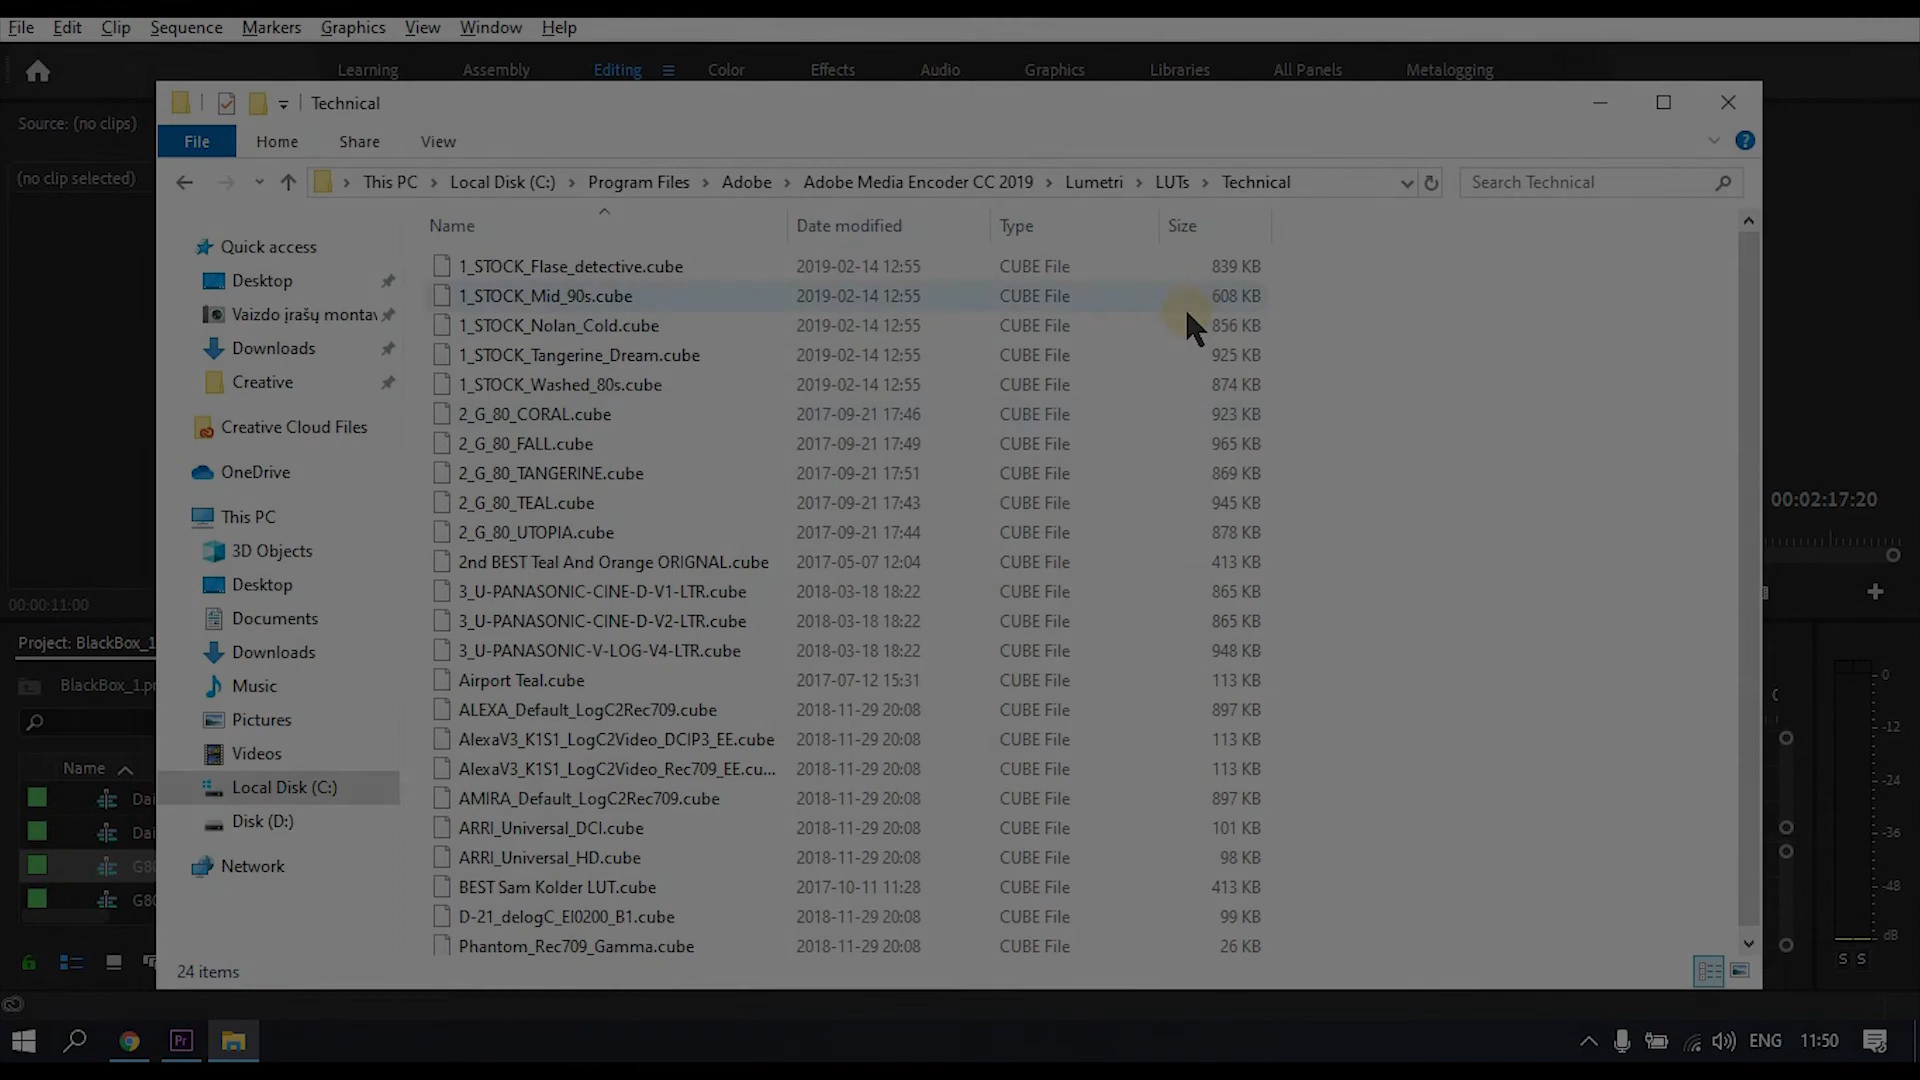 File Edit Clip Sequence Markers Graphics View Window Help
Learning Assembly Editing Color Effects Audio Graphics Libraries All Panels Metalogging
Technical
Source: (no clips)
File Home Share View
(no clip selected)
This PC Local Disk (C:) Program Files Adobe Adobe Media Encoder CC 2019 Lumetri LUTs Technical
Search Technical
Name Date modified Type Size
Quick access
Desktop
Vaizdo įrašų montav
Downloads
Creative
Creative Cloud Files
OneDrive
This PC
3D Objects
Desktop
Documents
Downloads
Music
Pictures
Videos
Local Disk (C:)
Disk (D:)
Network
1_STOCK_Flase_detective.cube 2019-02-14 12:55 CUBE File 839 KB
1_STOCK_Mid_90s.cube 2019-02-14 12:55 CUBE File 608 KB
1_STOCK_Nolan_Cold.cube 2019-02-14 12:55 CUBE File 856 KB
1_STOCK_Tangerine_Dream.cube 2019-02-14 12:55 CUBE File 925 KB
1_STOCK_Washed_80s.cube 2019-02-14 12:55 CUBE File 874 KB
2_G_80_CORAL.cube 2017-09-21 17:46 CUBE File 923 KB
2_G_80_FALL.cube 2017-09-21 17:49 CUBE File 965 KB
2_G_80_TANGERINE.cube 2017-09-21 17:51 CUBE File 869 KB
2_G_80_TEAL.cube 2017-09-21 17:43 CUBE File 945 KB
2_G_80_UTOPIA.cube 2017-09-21 17:44 CUBE File 878 KB
2nd BEST Teal And Orange ORIGNAL.cube 2017-05-07 12:04 CUBE File 413 KB
3_U-PANASONIC-CINE-D-V1-LTR.cube 2018-03-18 18:22 CUBE File 865 KB
3_U-PANASONIC-CINE-D-V2-LTR.cube 2018-03-18 18:22 CUBE File 865 KB
3_U-PANASONIC-V-LOG-V4-LTR.cube 2018-03-18 18:22 CUBE File 948 KB
Airport Teal.cube 2017-07-12 15:31 CUBE File 113 KB
ALEXA_Default_LogC2Rec709.cube 2018-11-29 20:08 CUBE File 897 KB
AlexaV3_K1S1_LogC2Video_DCIP3_EE.cube 2018-11-29 20:08 CUBE File 113 KB
AlexaV3_K1S1_LogC2Video_Rec709_EE.cu... 2018-11-29 20:08 CUBE File 113 KB
AMIRA_Default_LogC2Rec709.cube 2018-11-29 20:08 CUBE File 897 KB
ARRI_Universal_DCI.cube 2018-11-29 20:08 CUBE File 101 KB
ARRI_Universal_HD.cube 2018-11-29 20:08 CUBE File 98 KB
BEST Sam Kolder LUT.cube 2017-10-11 11:28 CUBE File 413 KB
D-21_delogC_EI0200_B1.cube 2018-11-29 20:08 CUBE File 99 KB
Phantom_Rec709_Gamma.cube 2018-11-29 20:08 CUBE File 26 KB
24 items
00:00:11:00
Project: BlackBox_1
BlackBox_1.pr
Name
Dai
Dai
G80
G80
00:02:17:20
0
-12
-24
-36
-48
dB
S S
Pr
ENG 11:50